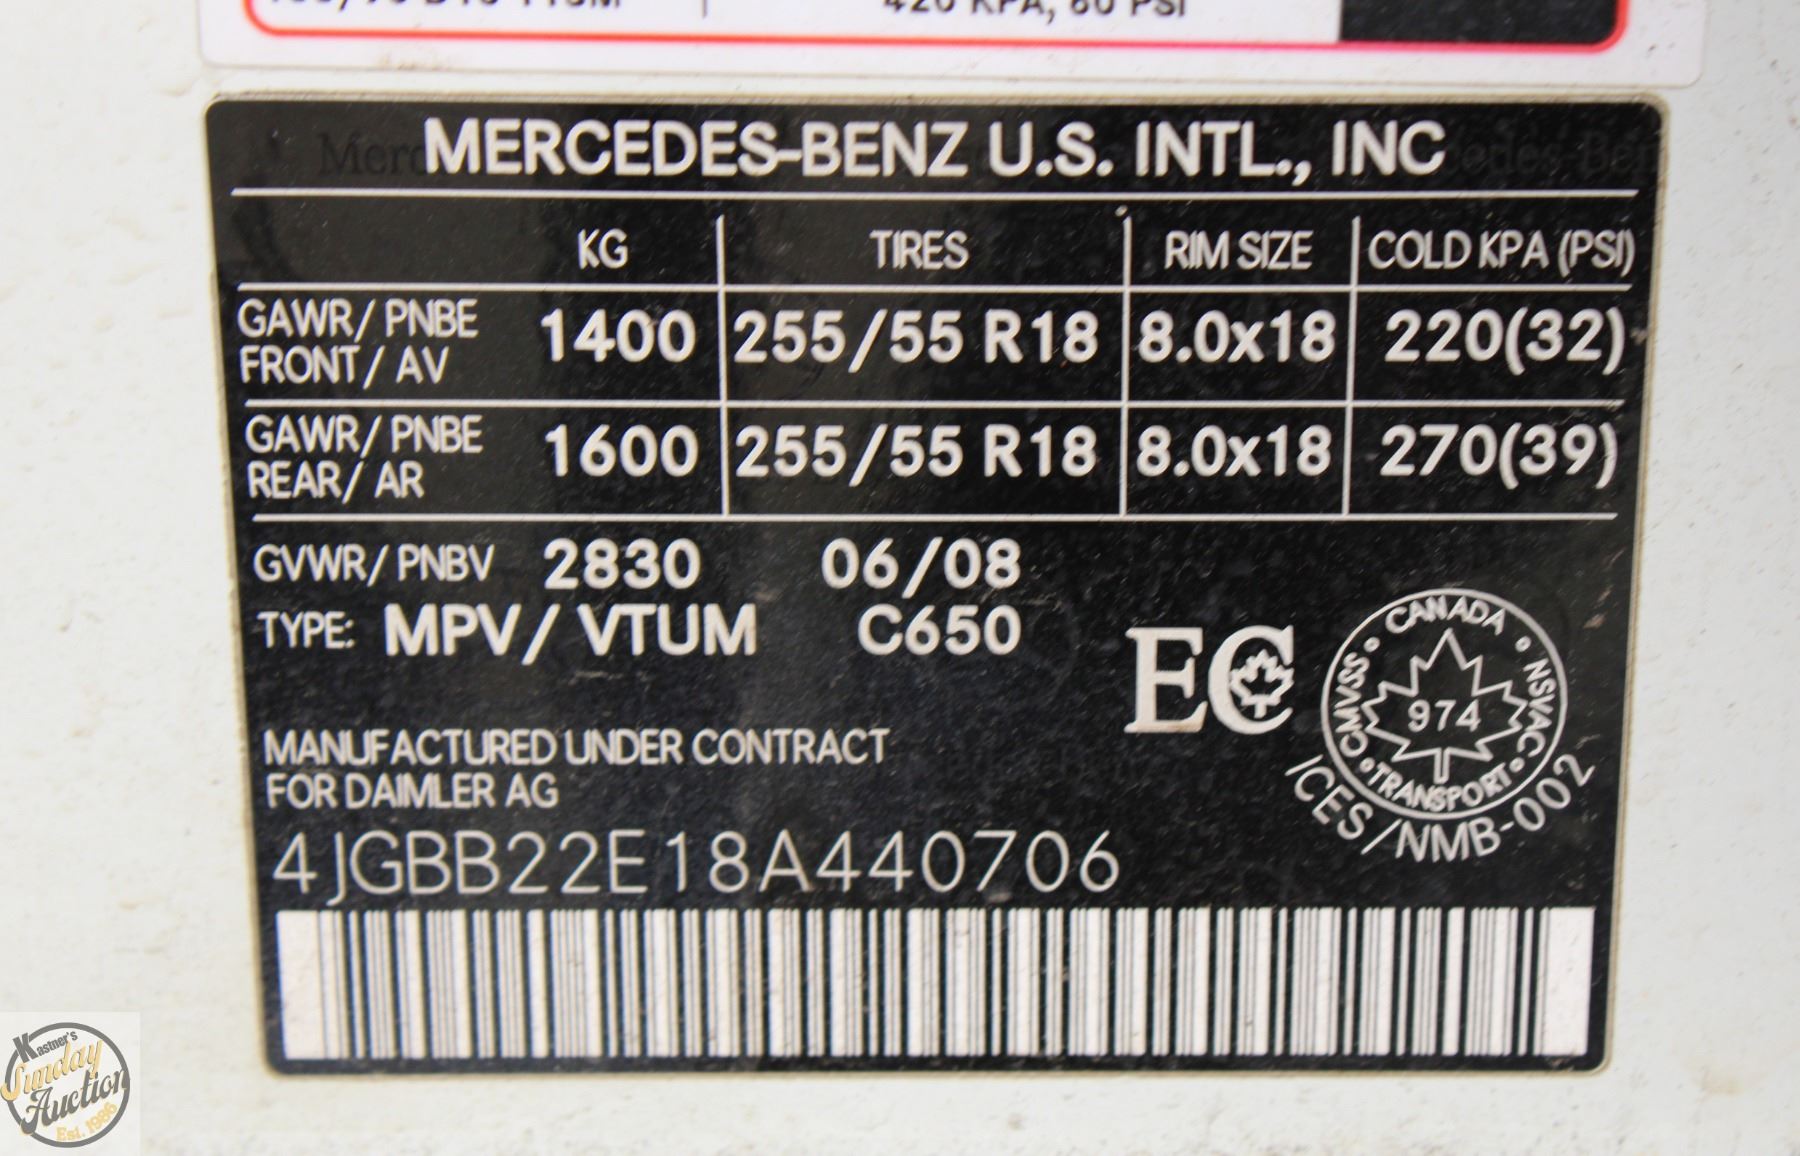 420 KPA, 60 PSI
MERCEDES-BENZ U.S. INTL., INC
KG TIRES RIM SIZE COLD KPA (PSI)
GAWR/ PNBE FRONT/ AV 1400 255/55 R18 8.0x18 220(32)
GAWR/ PNBE REAR/ AR 1600 255/55 R18 8.0x18 270(39)
GVWR/ PNBV 2830 06/08
TYPE: MPV/ VTUM C650
EC
CANADA
CMVSS NSVAC
974
TRANSPORT
ICES/NMB-002
MANUFACTURED UNDER CONTRACT
FOR DAIMLER AG
4JGBB22E18A440706
Kastner's
Sunday
Auction
Est. 1986